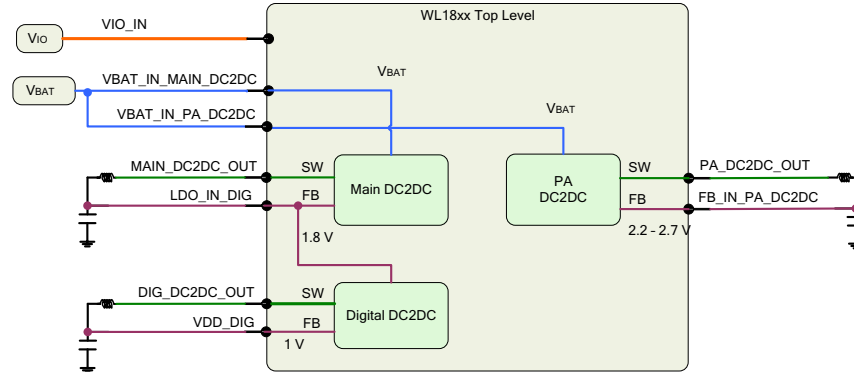 WL18xx Top Level
VIO
VIO_IN
VBAT
VBAT_IN_MAIN_DC2DC
VBAT
VBAT_IN_PA_DC2DC
VBAT
MAIN_DC2DC_OUT
SW
Main DC2DC
LDO_IN_DIG
FB
1.8 V
PA
DC2DC
SW
PA_DC2DC_OUT
FB
FB_IN_PA_DC2DC
2.2 – 2.7 V
DIG_DC2DC_OUT
SW
Digital DC2DC
VDD_DIG
FB
1 V